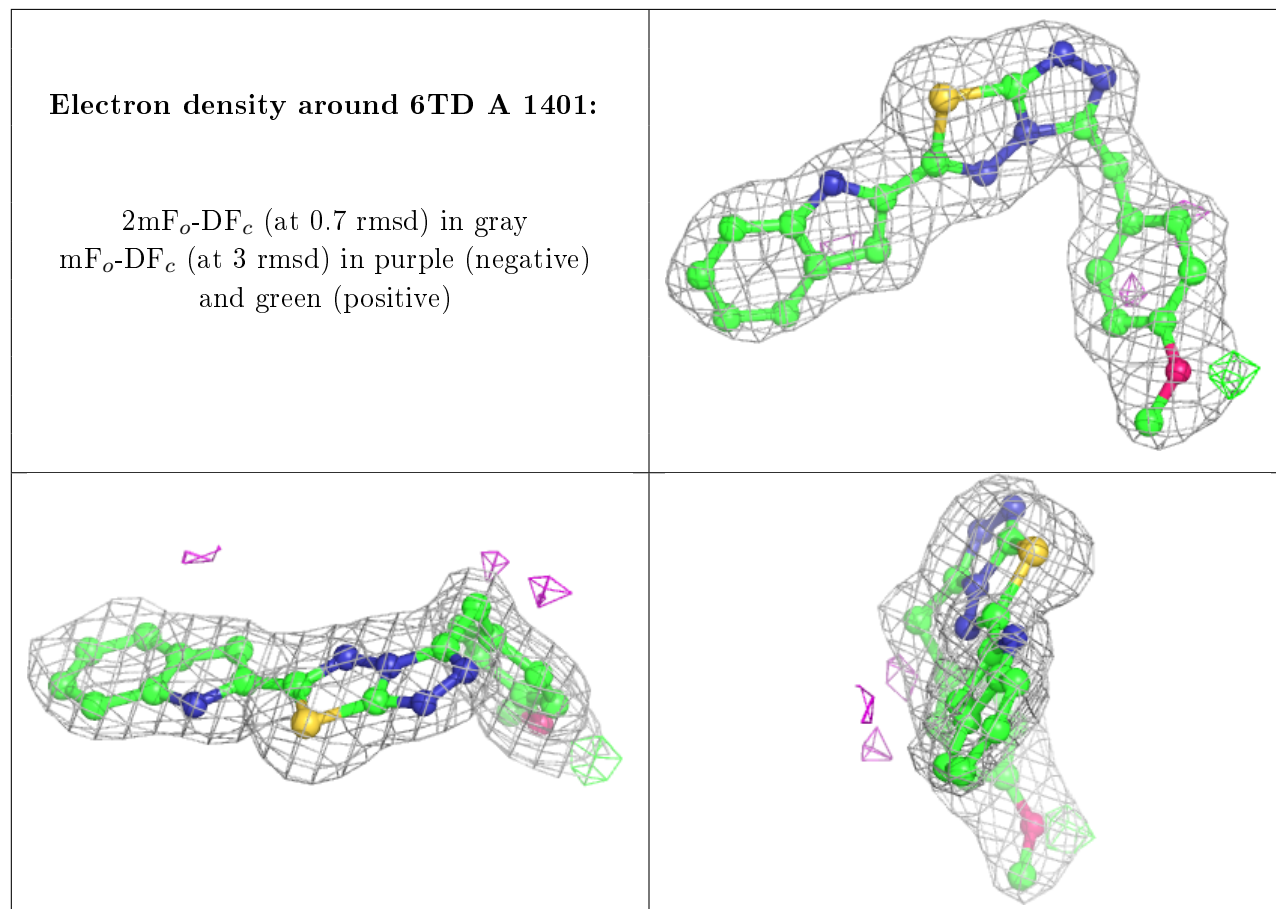 Electron density around 6TD A 1401:
2mFo-DFc (at 0.7 rmsd) in gray
mFo-DFc (at 3 rmsd) in purple (negative)
and green (positive)